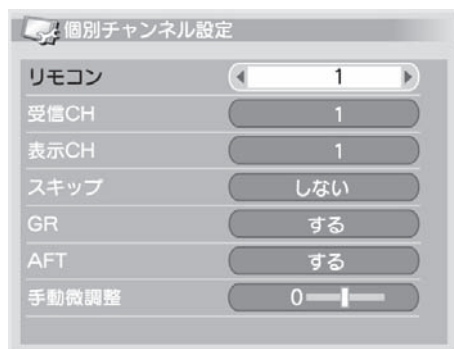 個別チャンネル設定
リモコン 1
受信CH 1
表示CH 1
スキップ しない
GR する
AFT する
手動微調整 0